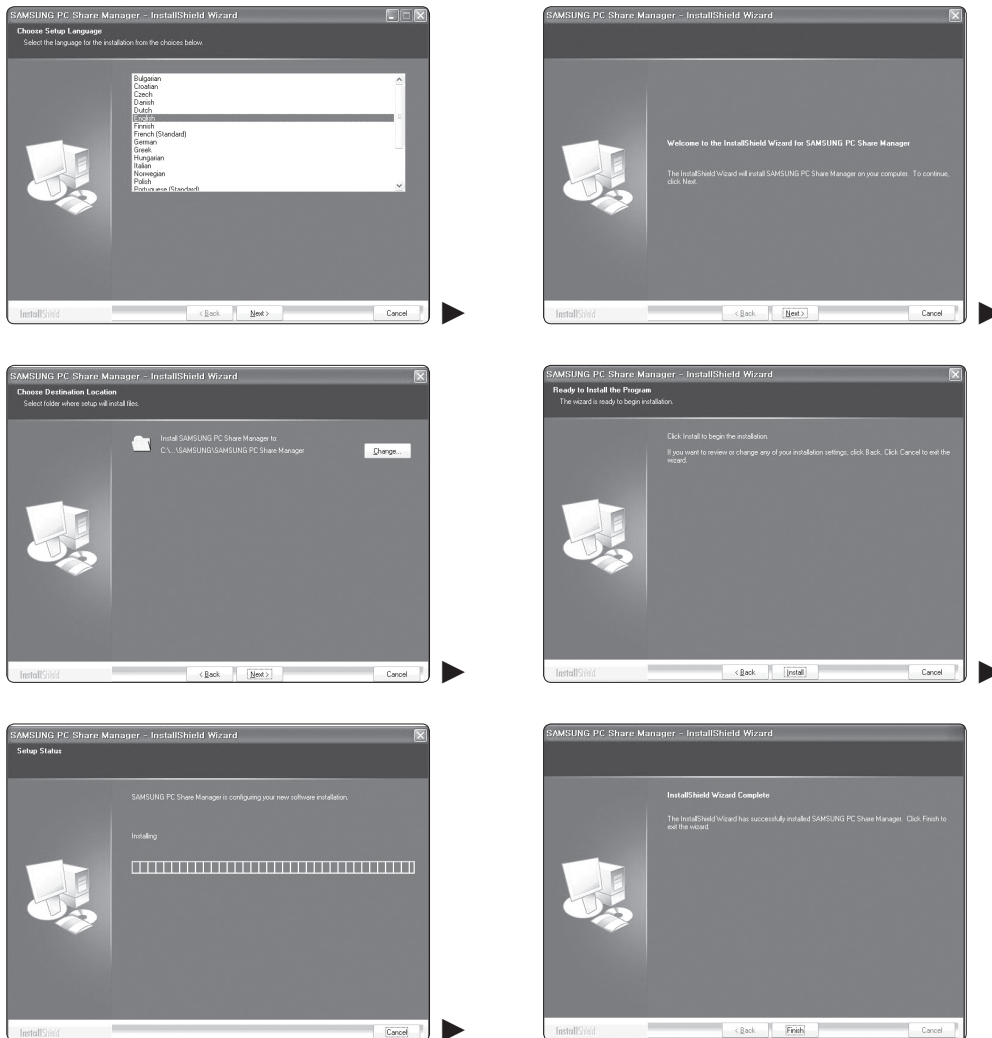 SAMSUNG PC Share Manager - InstallShield Wizard
Choose Setup Language
Select the language for the installation from the choices below.
Bulgarian
Croatian
Czech
Danish
Dutch
English
Finnish
French (Standard)
German
Greek
Hungarian
Italian
Norwegian
Polish
Portuguese (Standard)
InstallShield
< Back
Next >
Cancel
SAMSUNG PC Share Manager - InstallShield Wizard
Welcome to the InstallShield Wizard for SAMSUNG PC Share Manager
The InstallShield Wizard will install SAMSUNG PC Share Manager on your computer. To continue,
click Next.
InstallShield
< Back
Next >
Cancel
SAMSUNG PC Share Manager - InstallShield Wizard
Choose Destination Location
Select folder where setup will install files.
Install SAMSUNG PC Share Manager to:
C:\...\SAMSUNG\SAMSUNG PC Share Manager
Change...
InstallShield
< Back
Next >
Cancel
SAMSUNG PC Share Manager - InstallShield Wizard
Ready to Install the Program
The wizard is ready to begin installation.
Click Install to begin the installation.
If you want to review or change any of your installation settings, click Back. Click Cancel to exit the
wizard.
InstallShield
< Back
Install
Cancel
SAMSUNG PC Share Manager - InstallShield Wizard
Setup Status
SAMSUNG PC Share Manager is configuring your new software installation.
Installing
InstallShield
Cancel
SAMSUNG PC Share Manager - InstallShield Wizard
InstallShield Wizard Complete
The InstallShield Wizard has successfully installed SAMSUNG PC Share Manager. Click Finish to
exit the wizard.
InstallShield
< Back
Finish
Cancel